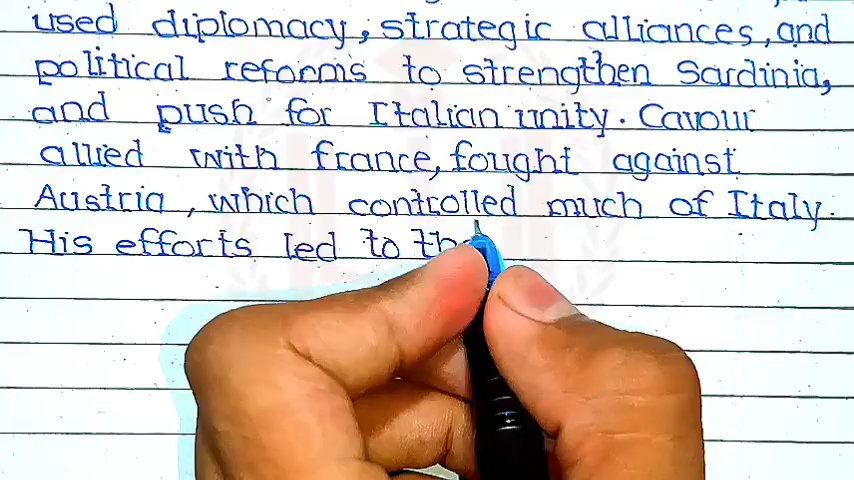 used diplomacy, strategic alliances, and
political reforms to strengthen Sardinia,
and push for Italian unity. Cavour
allied with france, fought against
Austria, which controlled much of Italy.
His efforts led to the